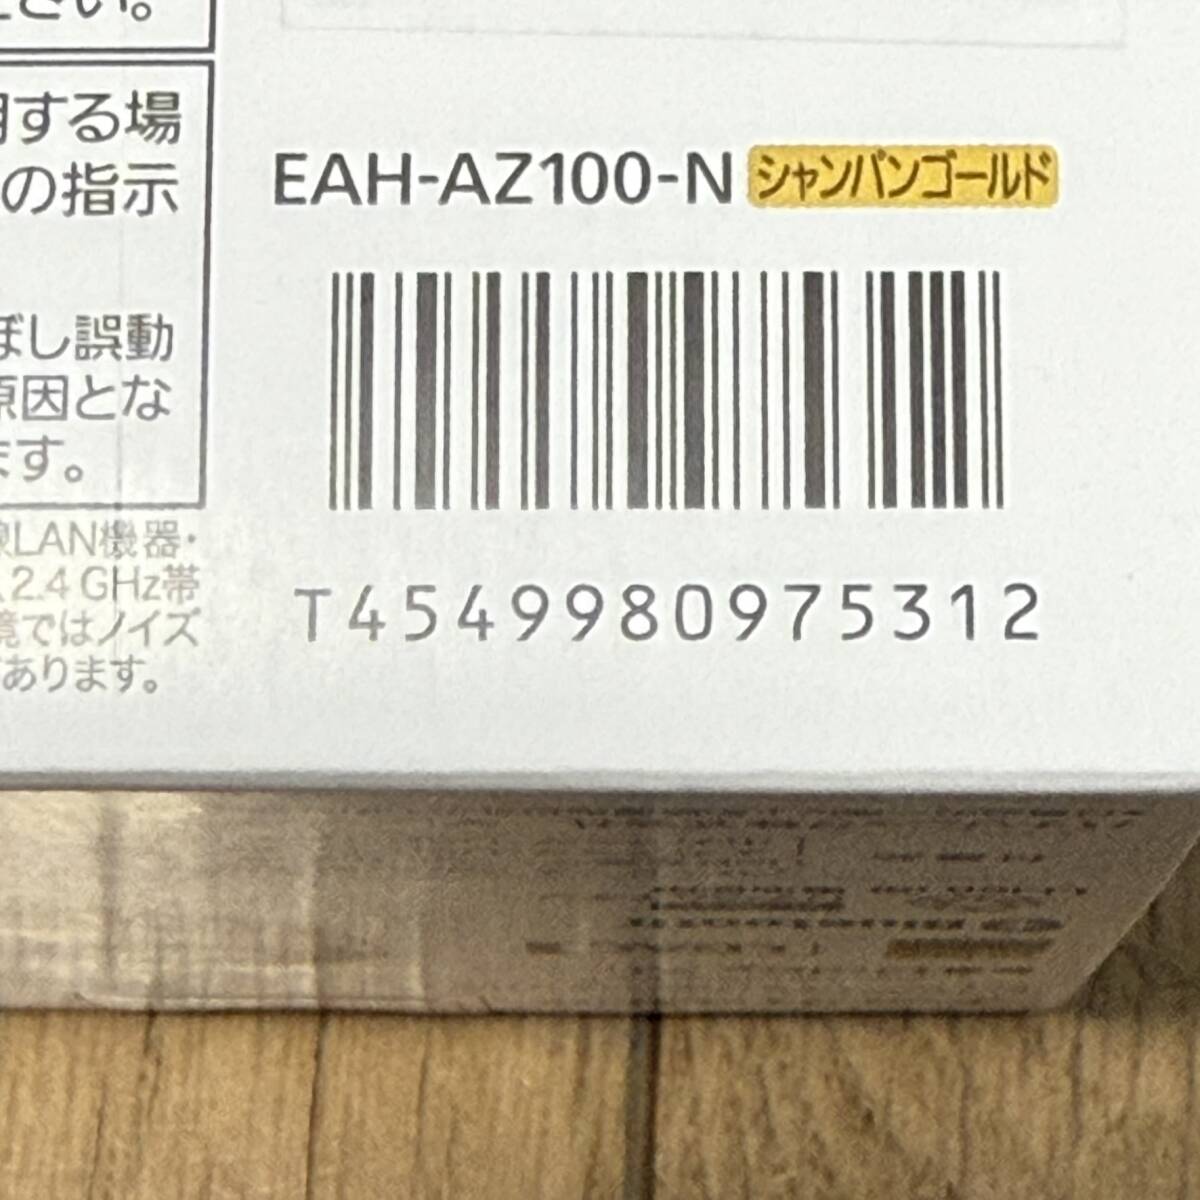 さい。
用する場
の指示
ぼし誤動
原因とな
ます。
線LAN機器・
2.4 GHz帯
境ではノイズ
あります。
EAH-AZ100-N シャンパンゴールド
T4549980975312